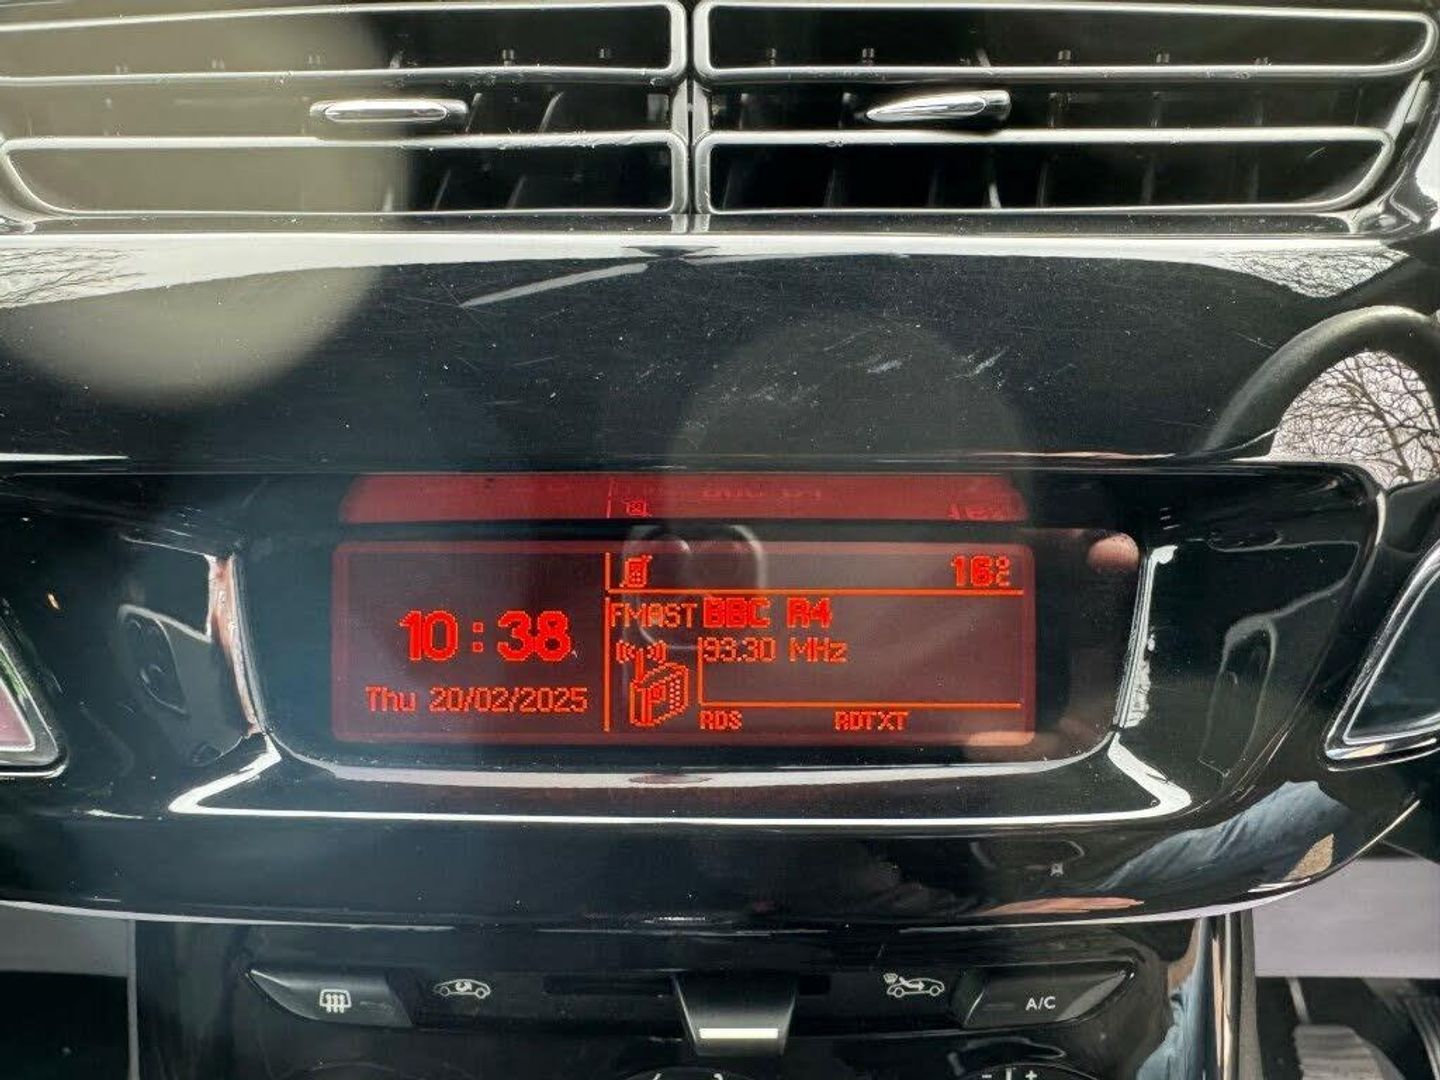 16°C
10:38
Thu 20/02/2025
FMAST BBC R4
93.30 MHz
RDS RDTXT
A/C